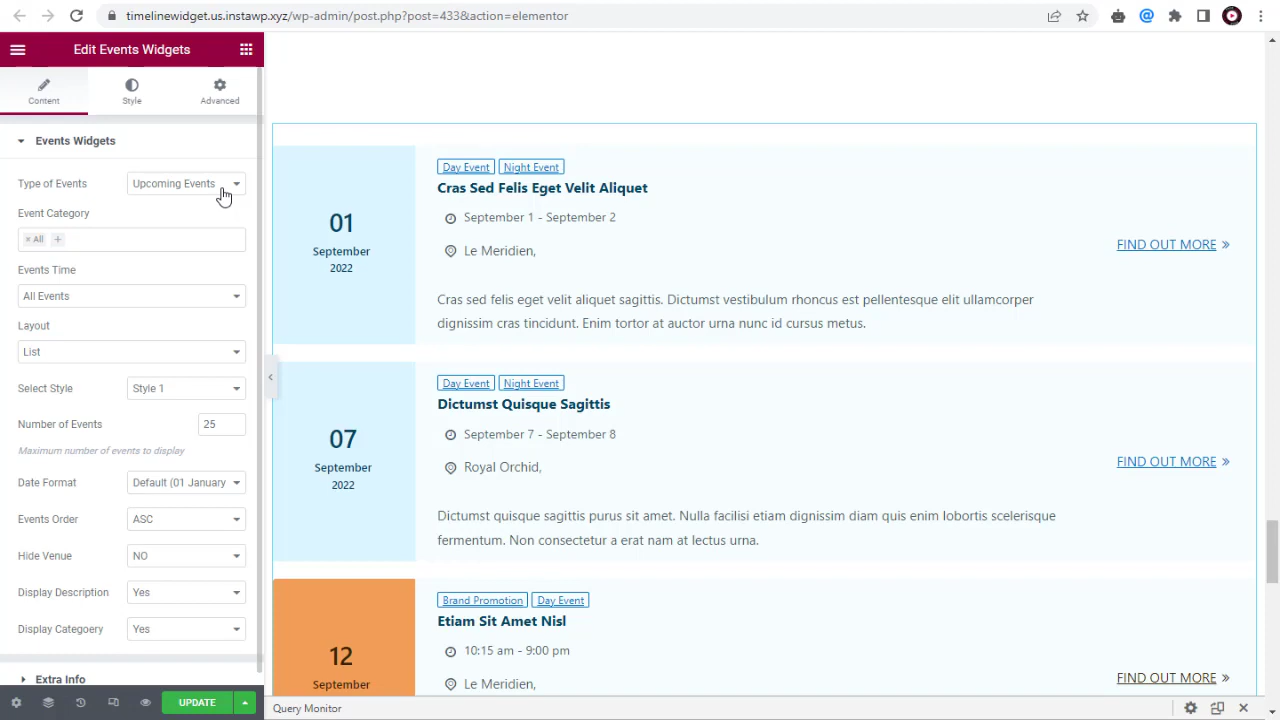 timelinewidget.us.instawp.xyz/wp-admin/post.php?post=433&action=elementor
Edit Events Widgets
Content
Style
Advanced
Events Widgets
Type of Events
Upcoming Events
Event Category
× All +
Events Time
All Events
Layout
List
Select Style
Style 1
Number of Events
25
Maximum number of events to display
Date Format
Default (01 January
Events Order
ASC
Hide Venue
NO
Display Description
Yes
Display Categoery
Yes
Extra Info
UPDATE
01
September
2022
Day Event Night Event
Cras Sed Felis Eget Velit Aliquet
September 1 - September 2
Le Meridien,
FIND OUT MORE »
Cras sed felis eget velit aliquet sagittis. Dictumst vestibulum rhoncus est pellentesque elit ullamcorper
dignissim cras tincidunt. Enim tortor at auctor urna nunc id cursus metus.
07
September
2022
Day Event Night Event
Dictumst Quisque Sagittis
September 7 - September 8
Royal Orchid,
FIND OUT MORE »
Dictumst quisque sagittis purus sit amet. Nulla facilisi etiam dignissim diam quis enim lobortis scelerisque
fermentum. Non consectetur a erat nam at lectus urna.
12
September
Brand Promotion Day Event
Etiam Sit Amet Nisl
10:15 am - 9:00 pm
Le Meridien,
FIND OUT MORE »
Query Monitor